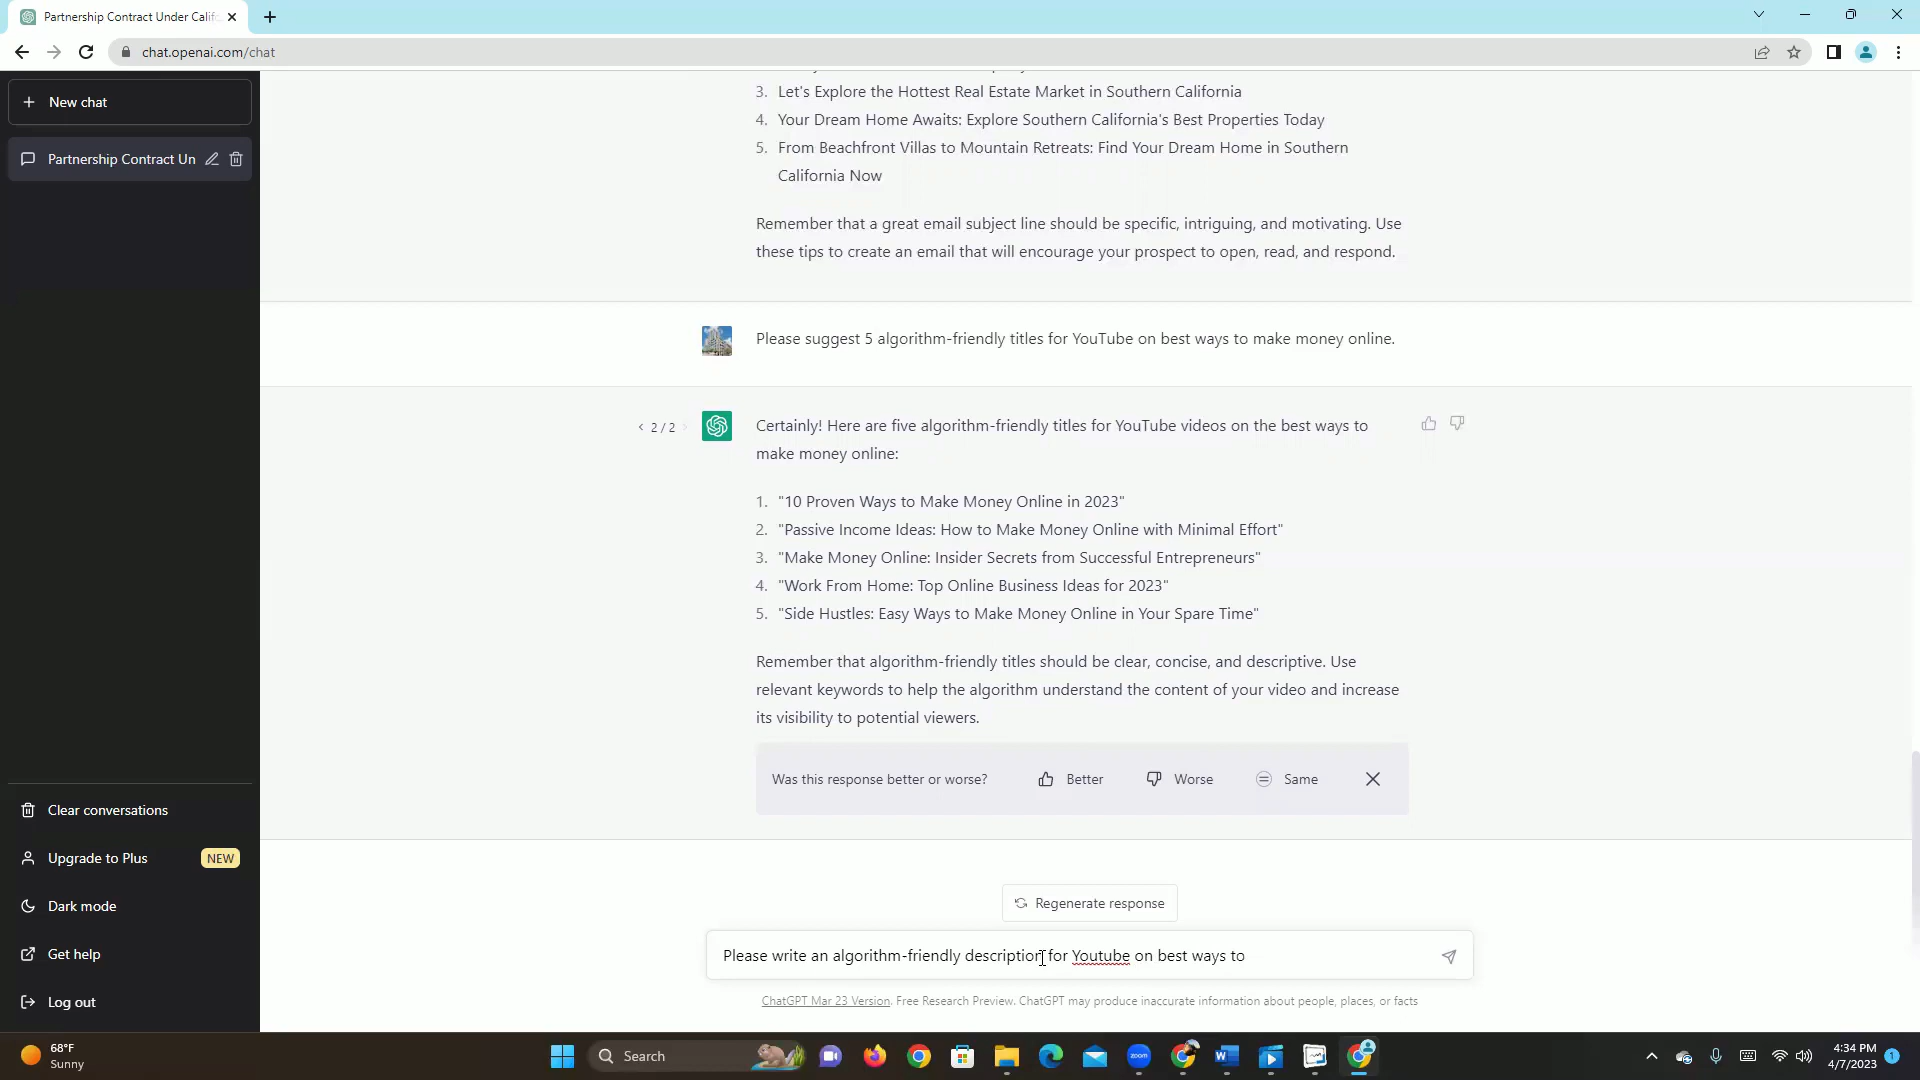 Partnership Contract Under Califo
chat.openai.com/chat
New chat
Partnership Contract Un
3. Let's Explore the Hottest Real Estate Market in Southern California
4. Your Dream Home Awaits: Explore Southern California's Best Properties Today
5. From Beachfront Villas to Mountain Retreats: Find Your Dream Home in Southern
California Now
Remember that a great email subject line should be specific, intriguing, and motivating. Use
these tips to create an email that will encourage your prospect to open, read, and respond.
Please suggest 5 algorithm-friendly titles for YouTube on best ways to make money online.
2 / 2
Certainly! Here are five algorithm-friendly titles for YouTube videos on the best ways to
make money online:
1. "10 Proven Ways to Make Money Online in 2023"
2. "Passive Income Ideas: How to Make Money Online with Minimal Effort"
3. "Make Money Online: Insider Secrets from Successful Entrepreneurs"
4. "Work From Home: Top Online Business Ideas for 2023"
5. "Side Hustles: Easy Ways to Make Money Online in Your Spare Time"
Remember that algorithm-friendly titles should be clear, concise, and descriptive. Use
relevant keywords to help the algorithm understand the content of your video and increase
its visibility to potential viewers.
Was this response better or worse? Better Worse Same
Clear conversations
Upgrade to Plus NEW
Dark mode
Get help
Log out
Regenerate response
Please write an algorithm-friendly description for Youtube on best ways to
ChatGPT Mar 23 Version. Free Research Preview. ChatGPT may produce inaccurate information about people, places, or facts
68°F
Sunny
Search
zoom
4:34 PM
4/7/2023
1